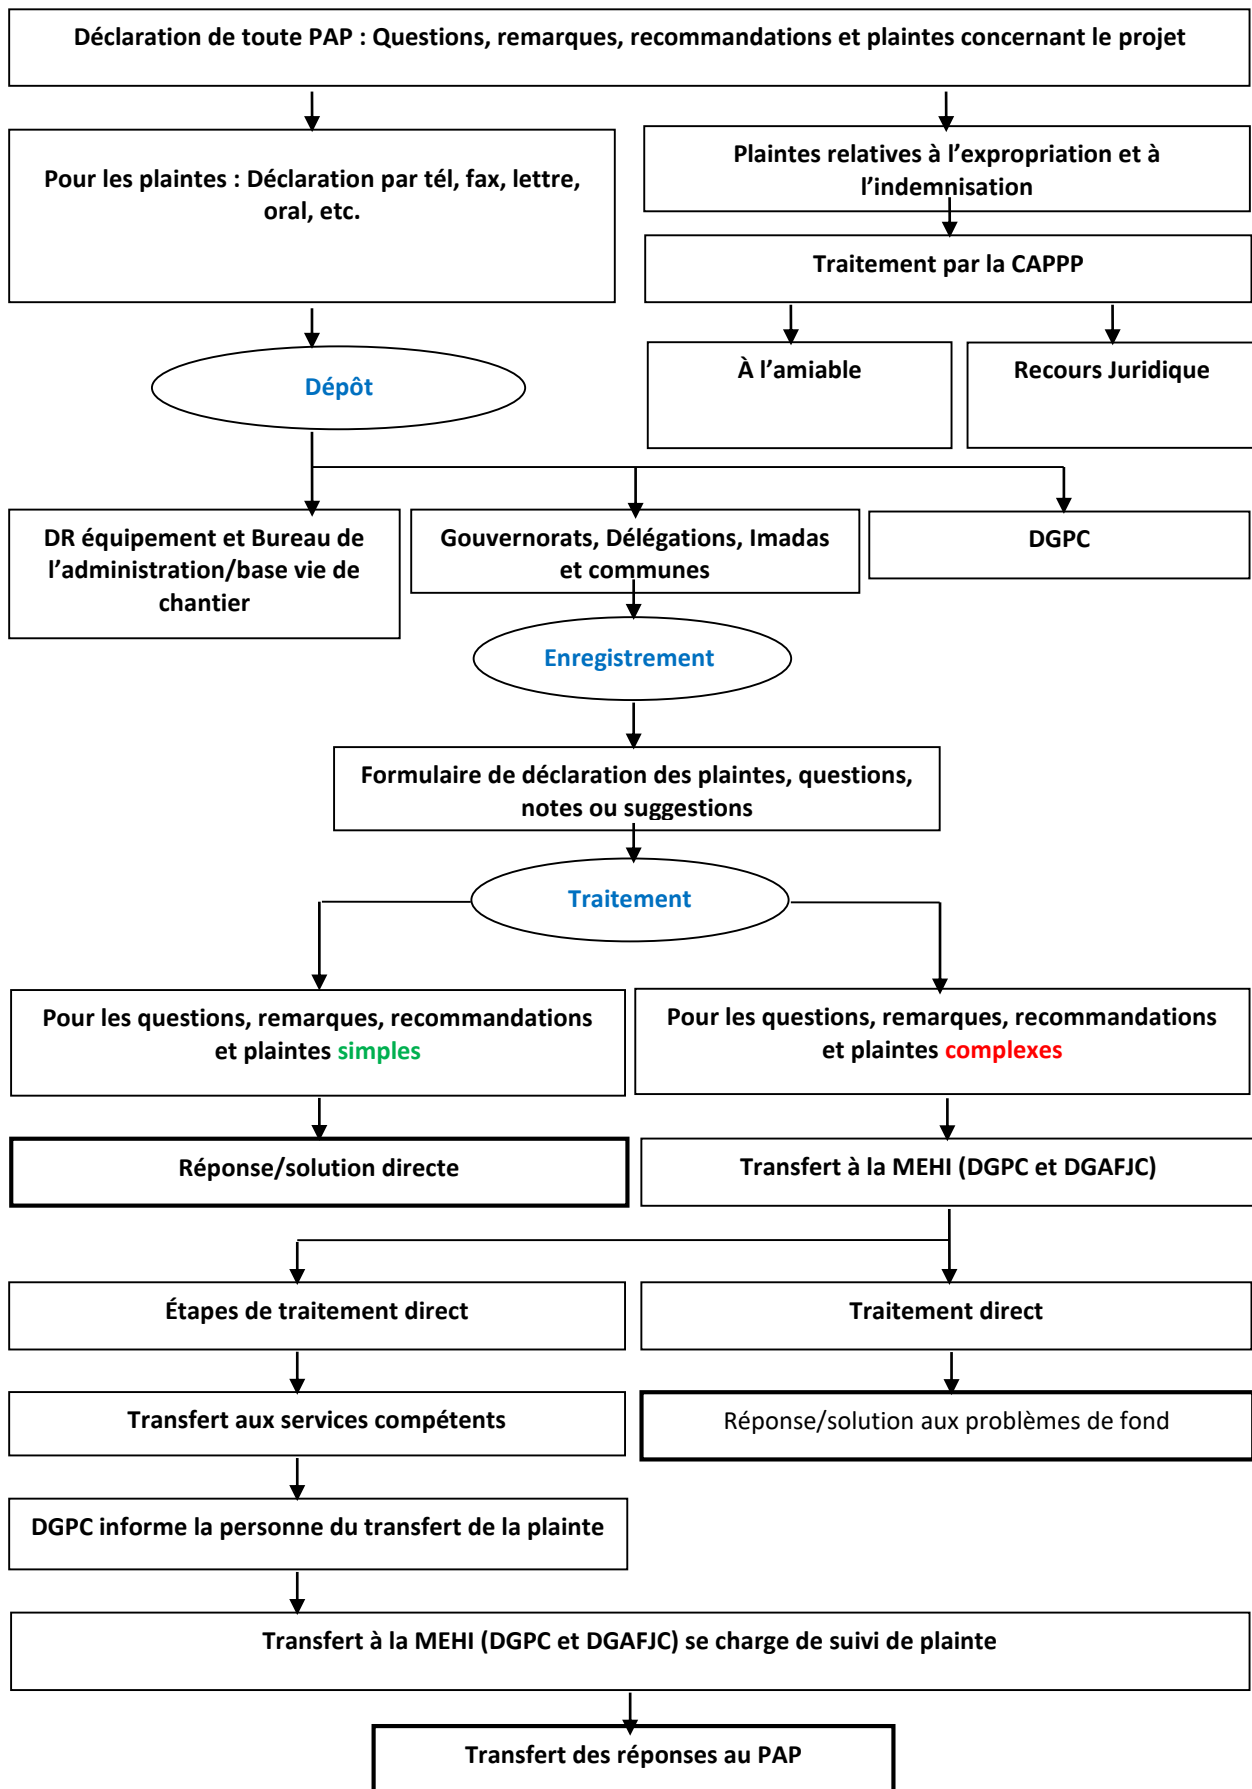 Déclaration de toute PAP : Questions, remarques, recommandations et plaintes concernant le projet
Pour les plaintes : Déclaration par tél, fax, lettre,
oral, etc.
Plaintes relatives à l’expropriation et à
l’indemnisation
Traitement par la CAPPP
À l’amiable
Recours Juridique
Dépôt
DR équipement et Bureau de
l’administration/base vie de
chantier
Gouvernorats, Délégations, Imadas
et communes
DGPC
Enregistrement
Formulaire de déclaration des plaintes, questions,
notes ou suggestions
Traitement
Pour les questions, remarques, recommandations
et plaintes simples
Pour les questions, remarques, recommandations
et plaintes complexes
Réponse/solution directe
Transfert à la MEHI (DGPC et DGAFJC)
Étapes de traitement direct
Traitement direct
Transfert aux services compétents
Réponse/solution aux problèmes de fond
DGPC informe la personne du transfert de la plainte
Transfert à la MEHI (DGPC et DGAFJC) se charge de suivi de plainte
Transfert des réponses au PAP